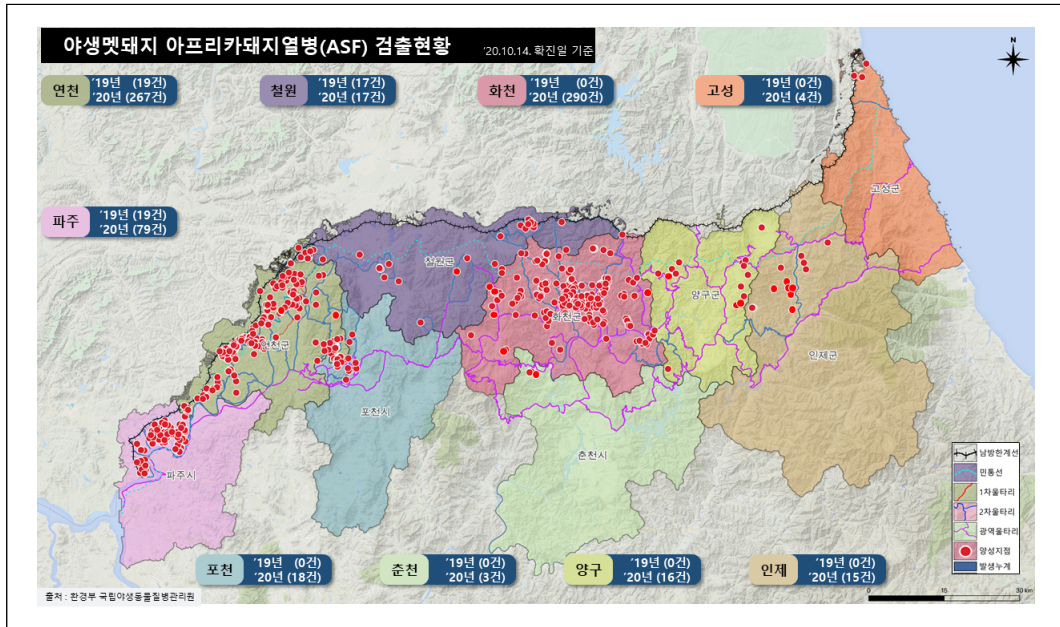 야생멧돼지 아프리카돼지열병(ASF) 검출현황 '20.10.14. 확진일 기준
N
연천 '19년 (19건)
'20년 (267건)
철원 '19년 (17건)
'20년 (17건)
화천 '19년 (0건)
'20년 (290건)
고성 '19년 (0건)
'20년 (4건)
파주 '19년 (19건)
'20년 (79건)
고성군
철원군
양구군
화천군
연천군
인제군
포천시
춘천시
파주시
남방한계선
민통선
1차울타리
2차울타리
광역울타리
양성지점
발생누계
포천 '19년 (0건)
'20년 (18건)
춘천 '19년 (0건)
'20년 (3건)
양구 '19년 (0건)
'20년 (16건)
인제 '19년 (0건)
'20년 (15건)
출처 : 환경부 국립야생동물질병관리원
0 15 30 km